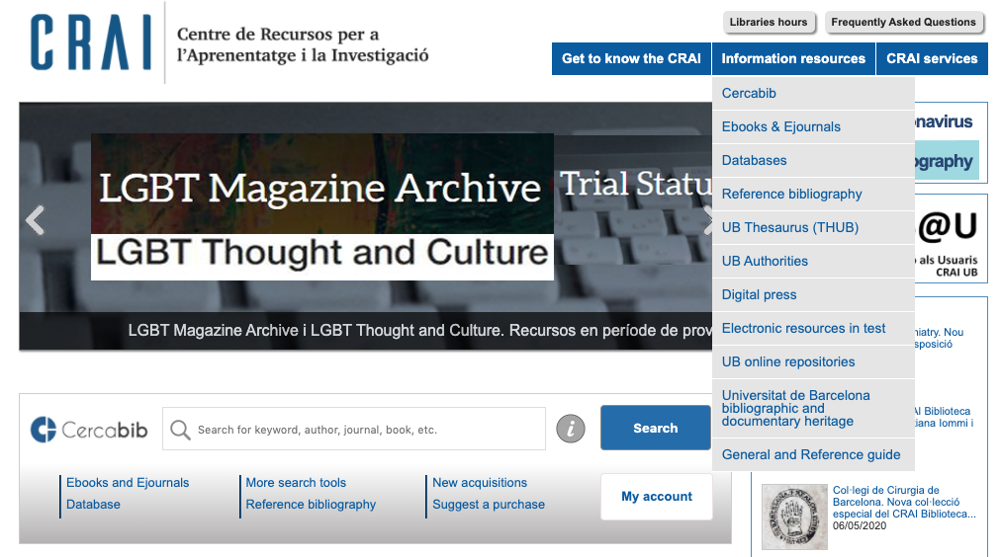 CRAI
Centre de Recursos per a
l'Aprenentatge i la Investigació
Libraries hours
Frequently Asked Questions
Get to know the CRAI
Information resources
CRAI services
Cercabib
Ebooks & Ejournals
Databases
Reference bibliography
UB Thesaurus (THUB)
UB Authorities
Digital press
Electronic resources in test
UB online repositories
Universitat de Barcelona
bibliographic and
documentary heritage
General and Reference guide
LGBT Magazine Archive
LGBT Thought and Culture
Trial Statu
LGBT Magazine Archive i LGBT Thought and Culture. Recursos en període de prov
navirus
ography
@U
als Usuaris
CRAI UB
hiatry. Nou
sposició
AI Biblioteca
tiana Iommi i
Col·legi de Cirurgia de
Barcelona. Nova col·lecció
especial del CRAI Biblioteca...
06/05/2020
Cercabib
Search for keyword, author, journal, book, etc.
i
Search
Ebooks and Ejournals
Database
More search tools
Reference bibliography
New acquisitions
Suggest a purchase
My account